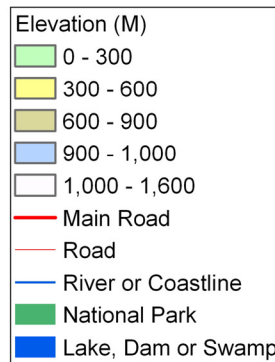 Elevation (M)
0 - 300
300 - 600
600 - 900
900 - 1,000
1,000 - 1,600
Main Road
Road
River or Coastline
National Park
Lake, Dam or Swamp